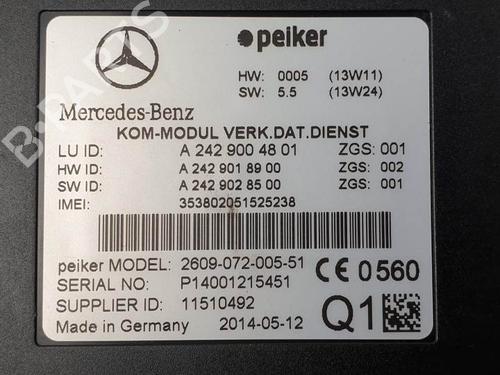 peiker
HW: 0005 (13W11)
SW: 5.5 (13W24)
Mercedes-Benz
KOM-MODUL VERK.DAT.DIENST
LU ID: A 242 900 48 01 ZGS: 001
HW ID: A 242 901 89 00 ZGS: 002
SW ID: A 242 902 85 00 ZGS: 001
IMEI: 353802051525238
peiker MODEL: 2609-072-005-51 CE 0560
SERIAL NO: P14001215451
SUPPLIER ID: 11510492
Made in Germany 2014-05-12 Q1
B-PARTS